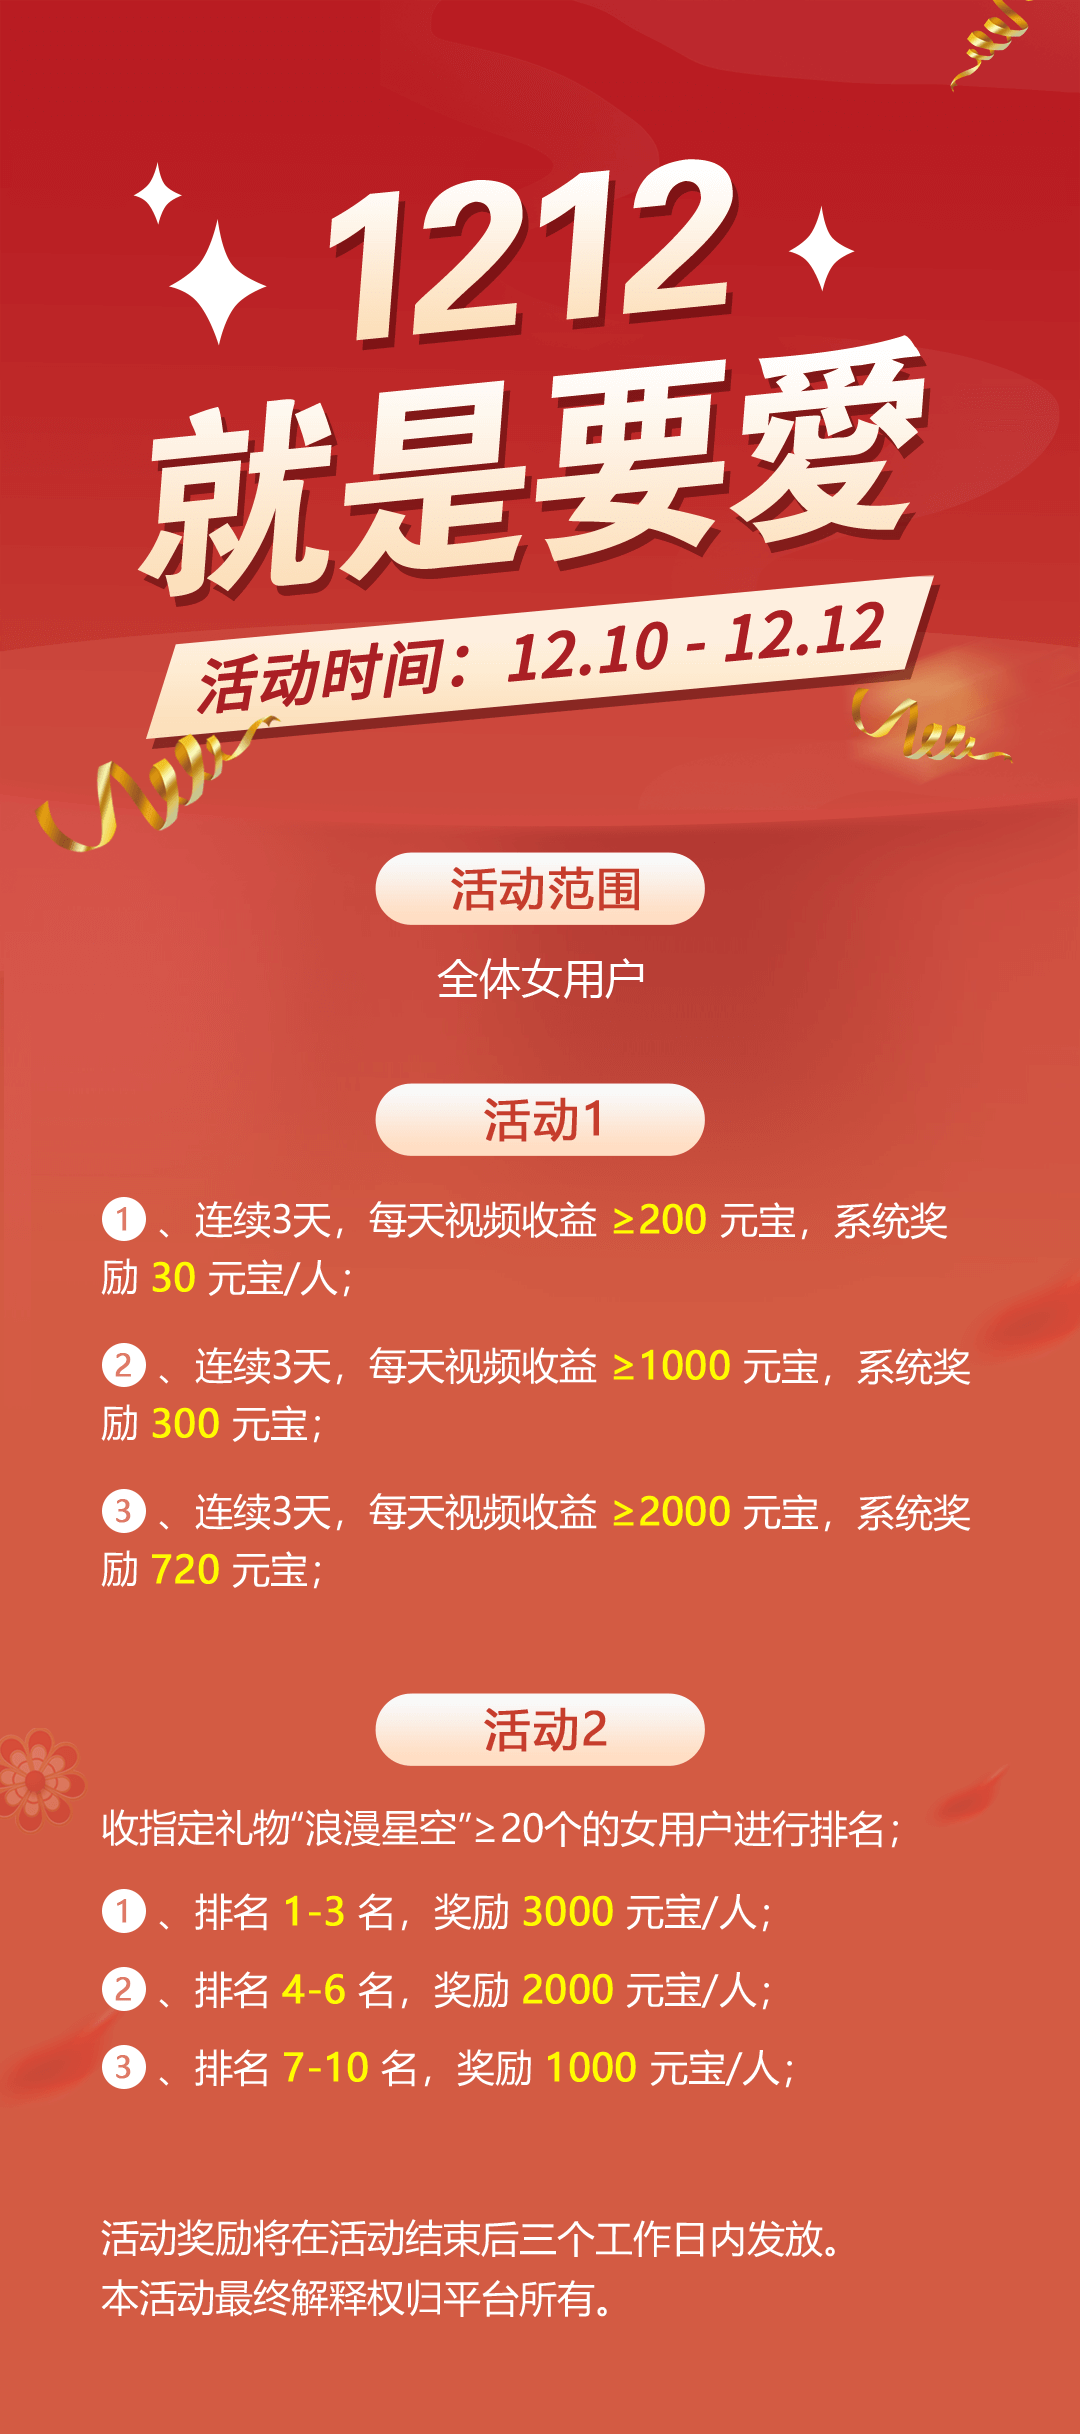 1212
就是要愛
活动时间：12.10 - 12.12
活动范围
全体女用户
活动1
1 、连续3天，每天视频收益 ≥200 元宝，系统奖
励 30 元宝/人；
2 、连续3天，每天视频收益 ≥1000 元宝，系统奖
励 300 元宝；
3 、连续3天，每天视频收益 ≥2000 元宝，系统奖
励 720 元宝；
活动2
收指定礼物“浪漫星空”≥20个的女用户进行排名；
1 、排名 1-3 名，奖励 3000 元宝/人；
2 、排名 4-6 名，奖励 2000 元宝/人；
3 、排名 7-10 名，奖励 1000 元宝/人；
活动奖励将在活动结束后三个工作日内发放。
本活动最终解释权归平台所有。